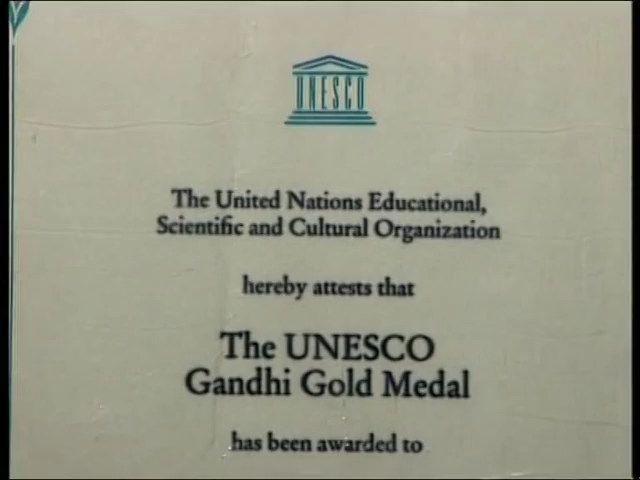 UNESCO
The United Nations Educational,
Scientific and Cultural Organization
hereby attests that
The UNESCO
Gandhi Gold Medal
has been awarded to